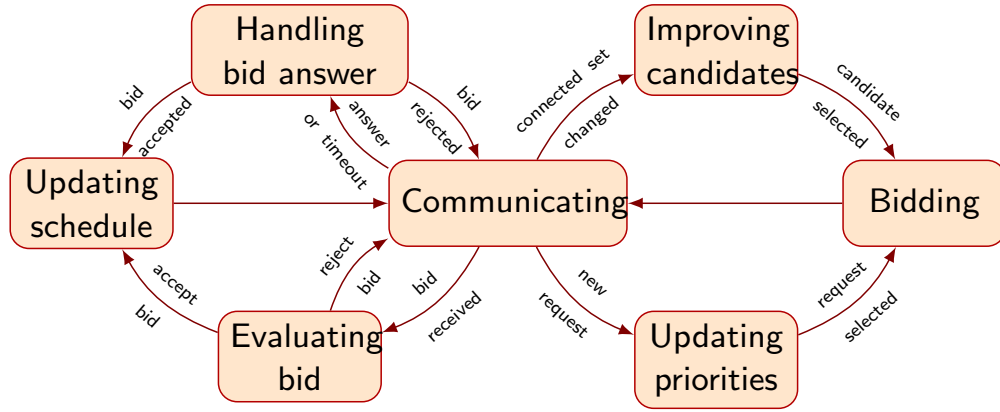 Handling
bid answer
Improving
candidates
bid
accepted
answer
or timeout
bid
rejected
connected set
changed
candidate
selected
Updating
schedule
Communicating
Bidding
accept
bid
reject
bid
bid
received
new
request
request
selected
Evaluating
bid
Updating
priorities